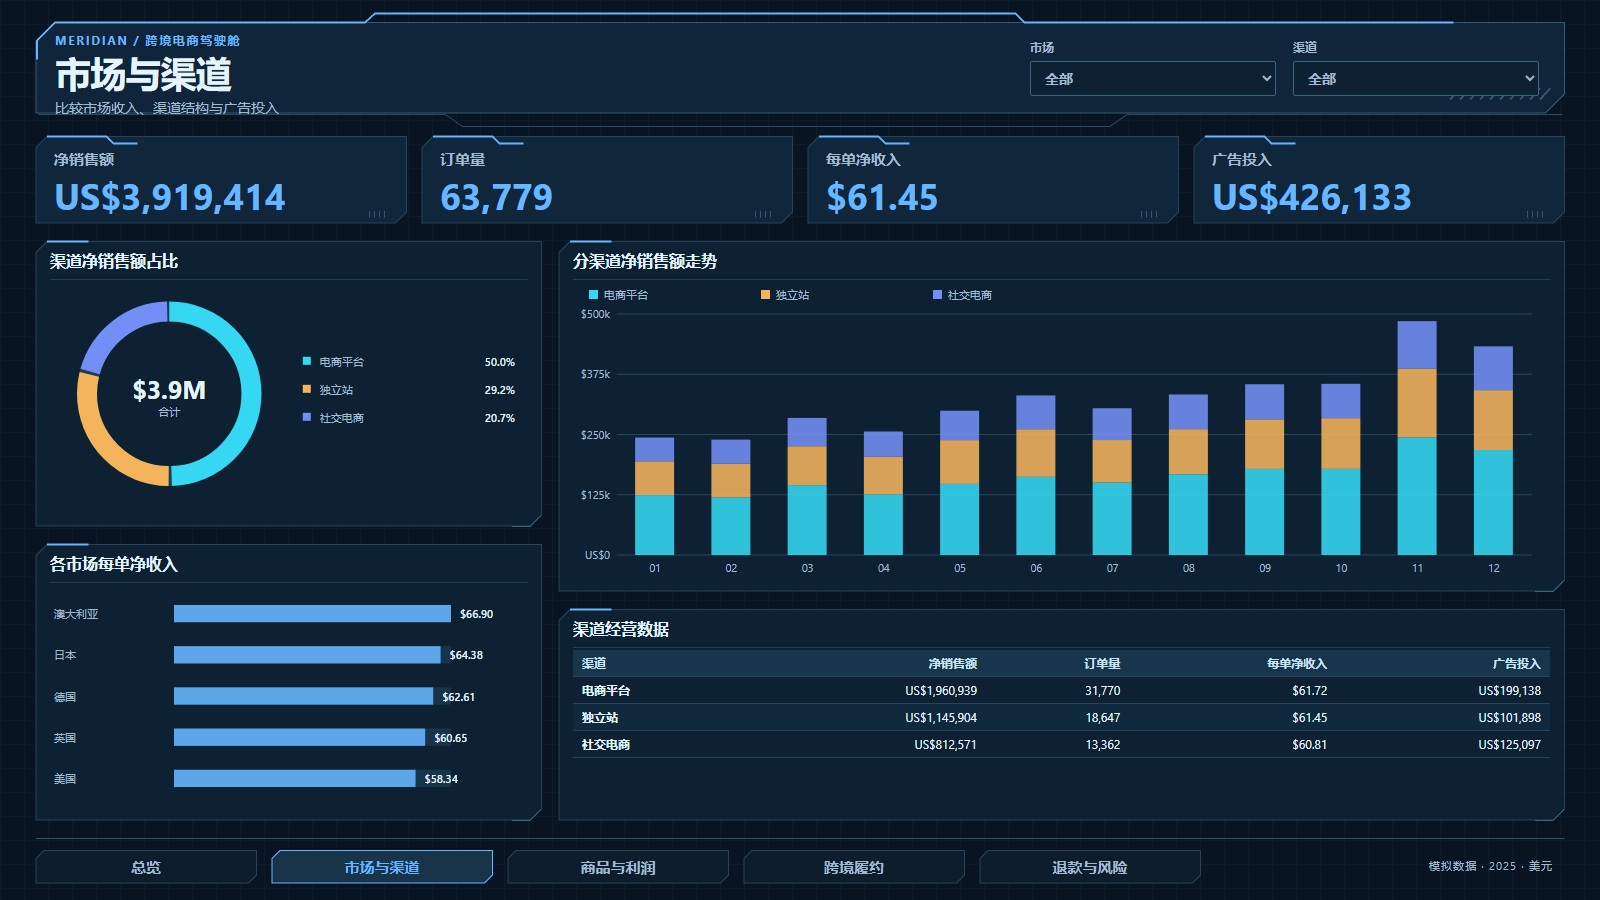 MERIDIAN / 跨境电商驾驶舱
市场与渠道
比较市场收入、渠道结构与广告投入
市场
全部
渠道
全部
净销售额
US$3,919,414
订单量
63,779
每单净收入
$61.45
广告投入
US$426,133
渠道净销售额占比
$3.9M
合计
电商平台 50.0%
独立站 29.2%
社交电商 20.7%
分渠道净销售额走势
电商平台 独立站 社交电商
$500k
$375k
$250k
$125k
US$0
01 02 03 04 05 06 07 08 09 10 11 12
各市场每单净收入
澳大利亚 $66.90
日本 $64.38
德国 $62.61
英国 $60.65
美国 $58.34
渠道经营数据
渠道 净销售额 订单量 每单净收入 广告投入
电商平台 US$1,960,939 31,770 $61.72 US$199,138
独立站 US$1,145,904 18,647 $61.45 US$101,898
社交电商 US$812,571 13,362 $60.81 US$125,097
总览 市场与渠道 商品与利润 跨境履约 退款与风险
模拟数据 · 2025 · 美元